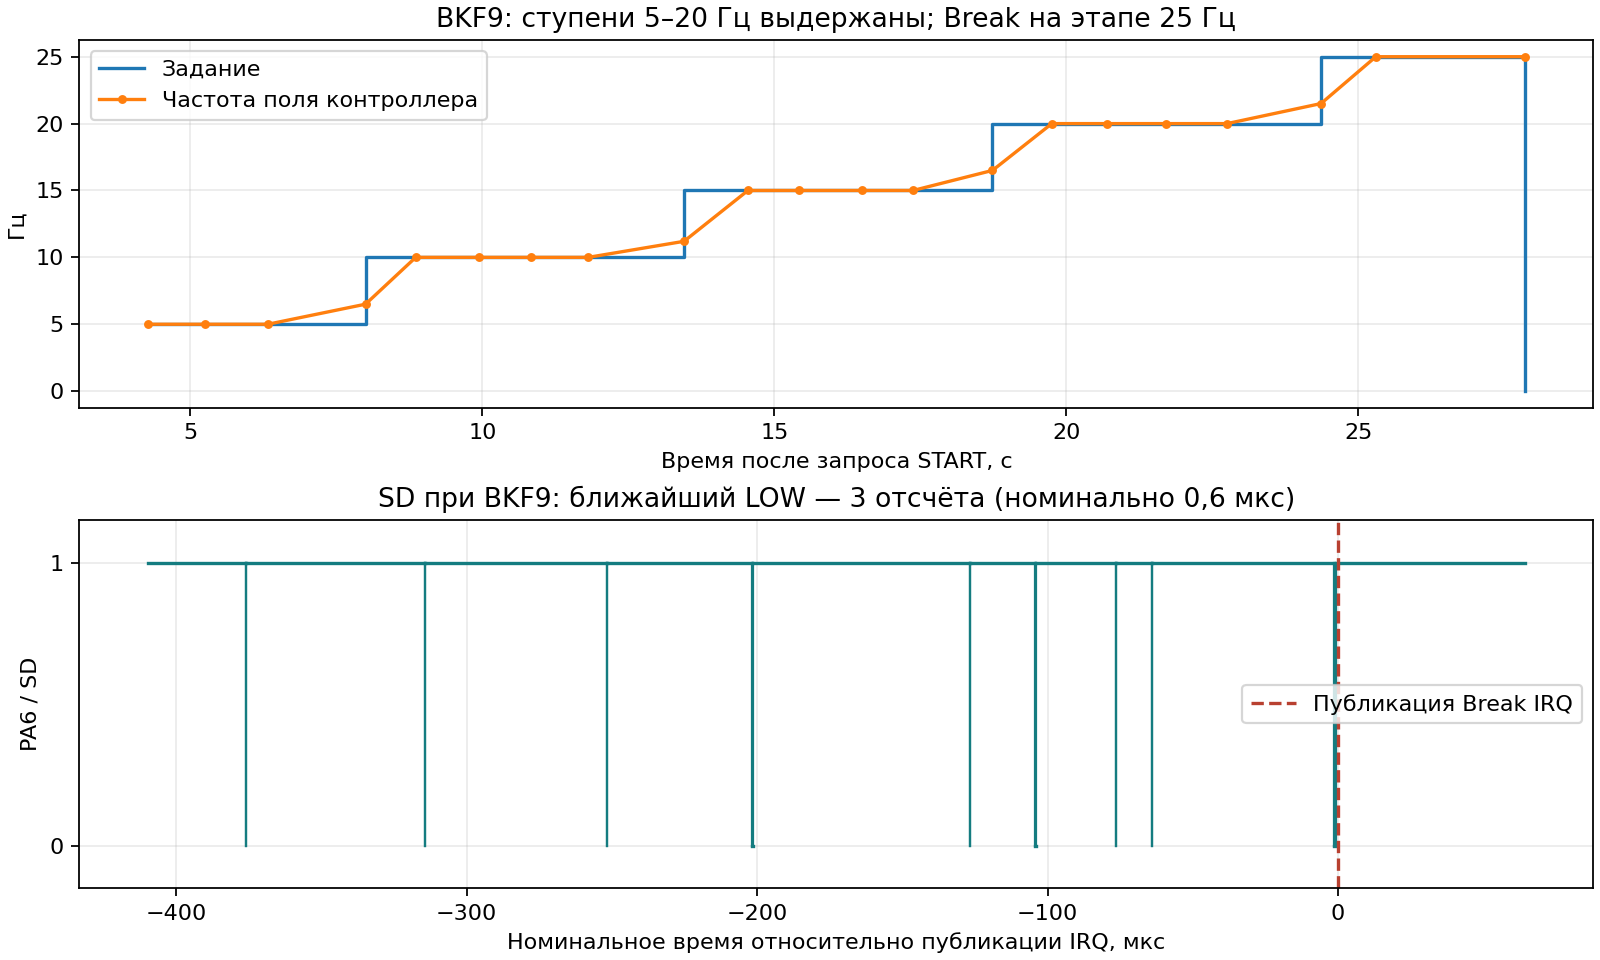 BKF9: ступени 5–20 Гц выдержаны; Break на этапе 25 Гц
Задание
Частота поля контроллера
25
20
15
10
5
0
Гц
5 10 15 20 25
Время после запроса START, с
SD при BKF9: ближайший LOW — 3 отсчёта (номинально 0,6 мкс)
1
0
PA6 / SD
Публикация Break IRQ
−400 −300 −200 −100 0
Номинальное время относительно публикации IRQ, мкс